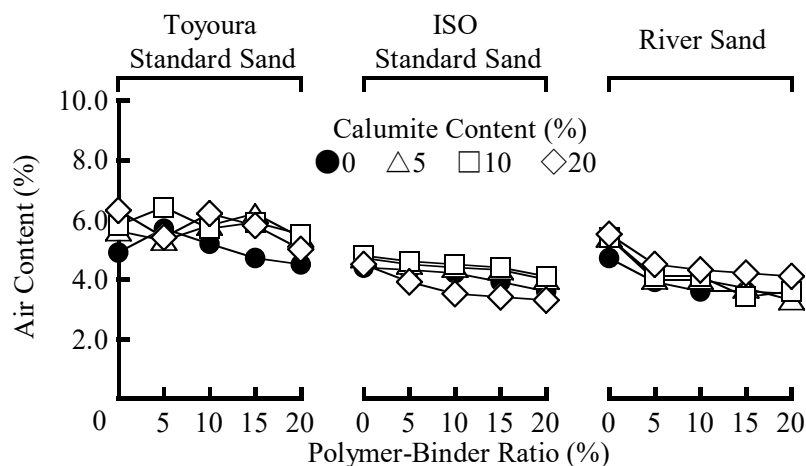 Toyoura
Standard Sand
ISO
Standard Sand
River Sand
10.0
8.0
6.0
4.0
2.0
0
Air Content (%)
Calumite Content (%)
0 5 10 20
0 5 10 15 20
0 5 10 15 20
0 5 10 15 20
Polymer-Binder Ratio (%)